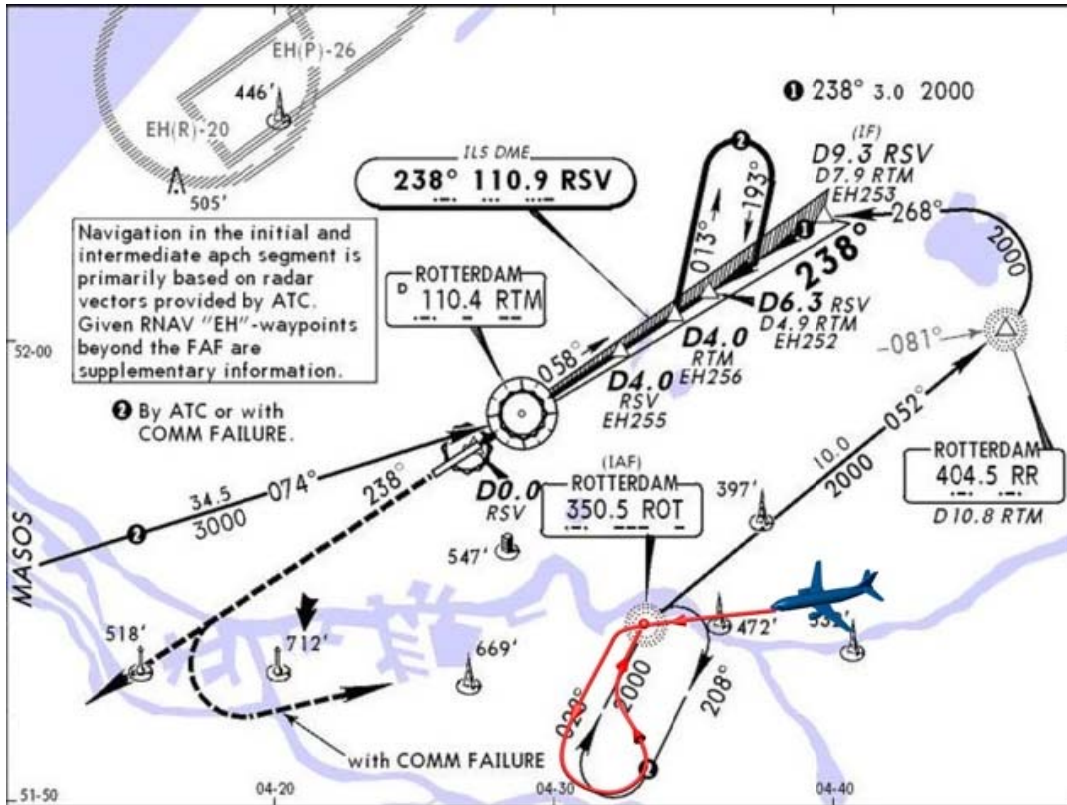 EH(P)-26
446'
EH(R)-20
505'
❶ 238° 3.0 2000
(IF)
D9.3 RSV
D7.9 RTM
EH253
ILS DME
238° 110.9 RSV
❷
013°
193°
❶
268°
2000
238°
Navigation in the initial and
intermediate apch segment is
primarily based on radar
vectors provided by ATC.
Given RNAV "EH"-waypoints
beyond the FAF are
supplementary information.
ROTTERDAM
D 110.4 RTM
D6.3 RSV
D4.9 RTM
EH252
D4.0
RTM
EH256
081°
52-00
058°
D4.0
RSV
EH255
❷ By ATC or with
COMM FAILURE.
052°
10.0
2000
ROTTERDAM
404.5 RR
D10.8 RTM
34.5
074°
3000
❷
238°
D0.0
RSV
(IAF)
ROTTERDAM
350.5 ROT
397'
MASOS
547'
518'
712'
669'
472'
028°
2000
208°
❷
with COMM FAILURE
51-50
04-20
04-30
04-40